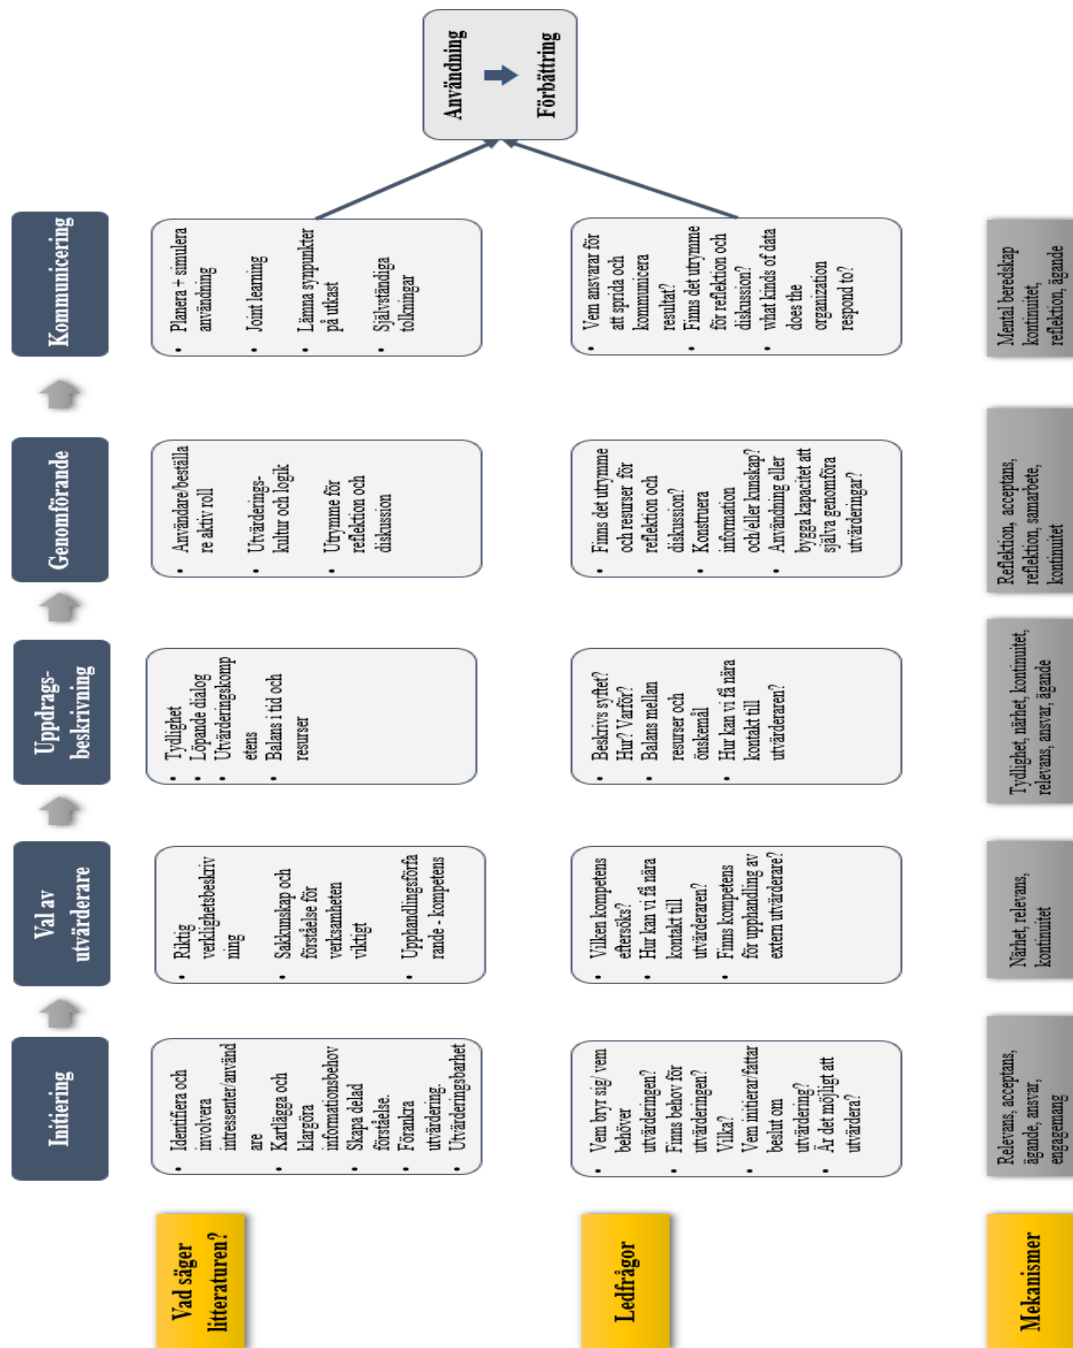 Initiering
Val av
utvärderare
Uppdrags-
beskrivning
Genomförande
Kommunicering
Vad säger
litteraturen?
• Identifiera och
involvera
intressenter/använd
are
• Kartlägga och
klargöra
informationsbehov
• Skapa delad
förståelse.
• Förankra
utvärdering.
• Utvärderingsbarhet
• Riktig
verklighetsbeskriv
ning
• Sakkunskap och
förståelse för
verksamheten
viktigt
• Upphandlingsförfa
rande - kompetens
• Tydlighet
• Löpande dialog
• Utvärderingskomp
etens
• Balans i tid och
resurser
• Användare/beställa
re aktiv roll
• Utvärderings-
kultur och logik
• Utrymme för
reflektion och
diskussion
• Planera + simulera
användning
• Joint learning
• Lämna synpunkter
på utkast
• Självständiga
tolkningar
Användning
Förbättring
Ledfrågor
• Vem bryr sig/ vem
behöver
utvärderingen?
• Finns behov för
utvärderingen?
Vilka?
• Vem initierar/fattar
beslut om
utvärdering?
• Är det möjligt att
utvärdera?
• Vilken kompetens
eftersöks?
• Hur kan vi få nära
kontakt till
utvärderaren?
• Finns kompetens
för upphandling av
extern utvärderare?
• Beskrivs syftet?
Hur? Varför?
• Balans mellan
resurser och
önskemål
• Hur kan vi få nära
kontakt till
utvärderaren?
• Finns det utrymme
och resurser för
reflektion och
diskussion?
• Konstruera
information
och/eller kunskap?
• Användning eller
bygga kapacitet att
själva genomföra
utvärderingar?
• Vem ansvarar för
att sprida och
kommunicera
resultat?
• Finns det utrymme
för reflektion och
diskussion?
• what kinds of data
does the
organization
respond to?
Mekanismer
Relevans, acceptans,
ägande, ansvar,
engagemang
Närhet, relevans,
kontinuitet
Tydlighet, närhet, kontinuitet,
relevans, ansvar, ägande
Reflektion, acceptans,
reflektion, samarbete,
kontinuitet
Mental beredskap
kontinuitet,
reflektion, ägande